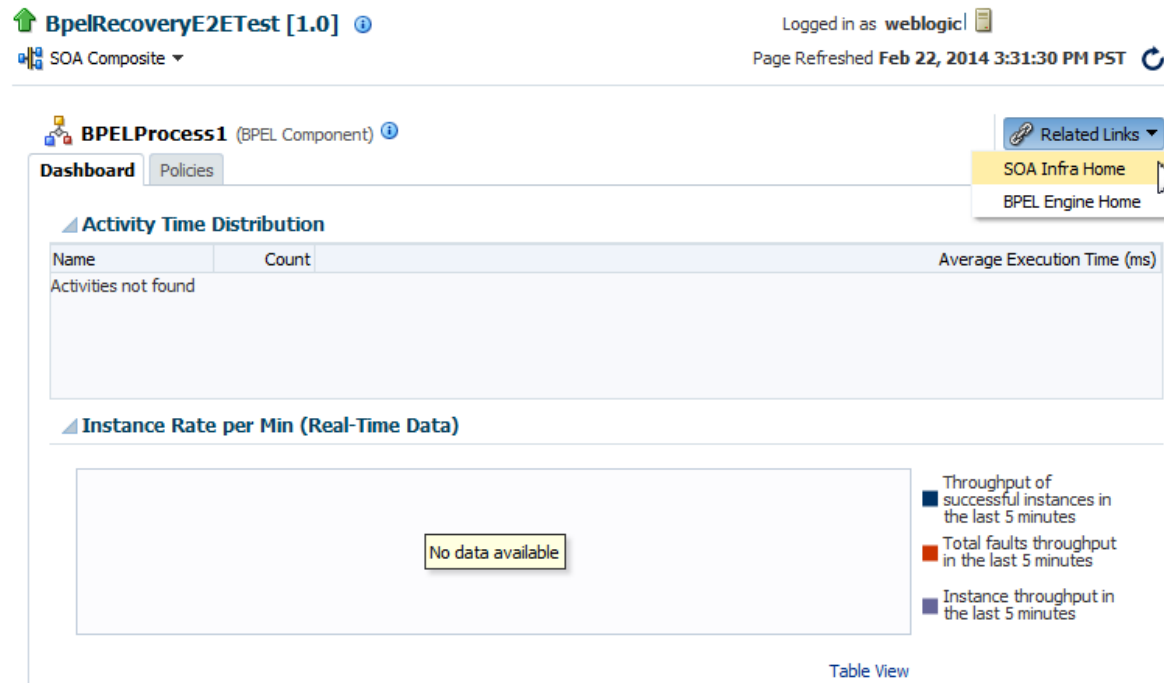 BpelRecoveryE2ETest [1.0]
Logged in as weblogic
SOA Composite
Page Refreshed Feb 22, 2014 3:31:30 PM PST
BPELProcess1 (BPEL Component)
Related Links
SOA Infra Home
BPEL Engine Home
Dashboard Policies
Activity Time Distribution
Name Count Average Execution Time (ms)
Activities not found
Instance Rate per Min (Real-Time Data)
No data available
Throughput of
successful instances in
the last 5 minutes
Total faults throughput
in the last 5 minutes
Instance throughput in
the last 5 minutes
Table View